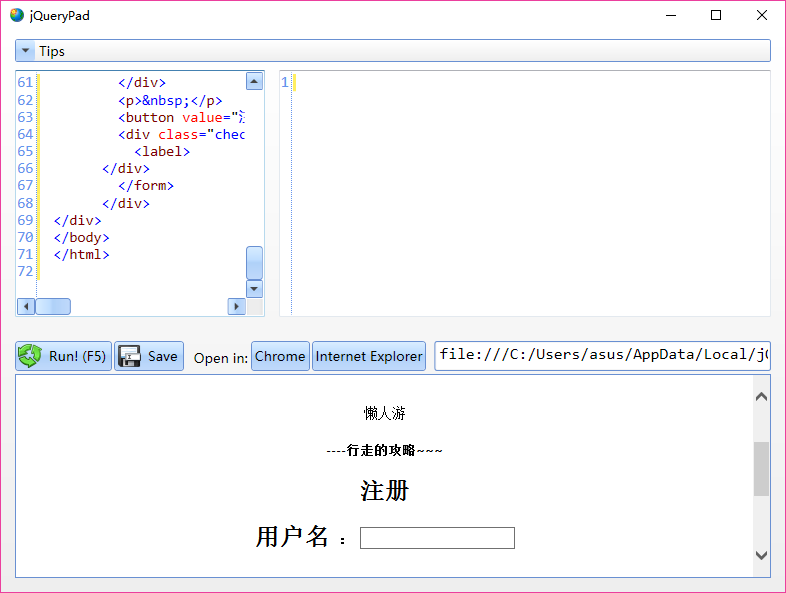 jQueryPad
Tips
61 </div>
62 <p>&nbsp;</p>
63 <button value="注
64 <div class="chec
65 <label>
66 </div>
67 </form>
68 </div>
69 </div>
70 </body>
71 </html>
72
1
Run! (F5) Save Open in: Chrome Internet Explorer file:///C:/Users/asus/AppData/Local/jQ
懒人游
----行走的攻略~~~
注册
用户名 ：